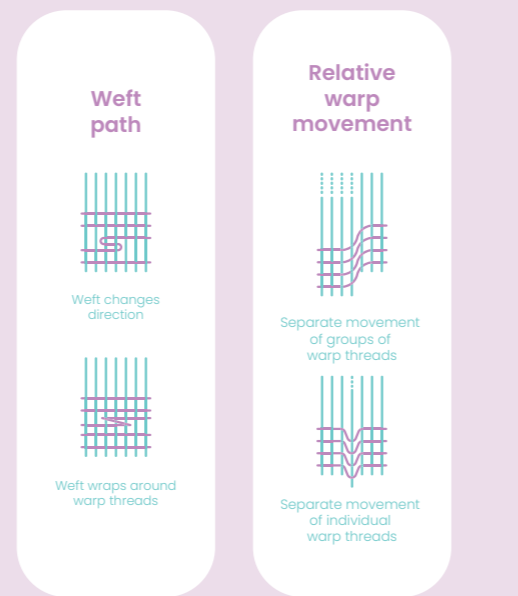 Weft
path
Weft changes
direction
Weft wraps around
warp threads
Relative
warp
movement
Separate movement
of groups of
warp threads
Separate movement
of individual
warp threads